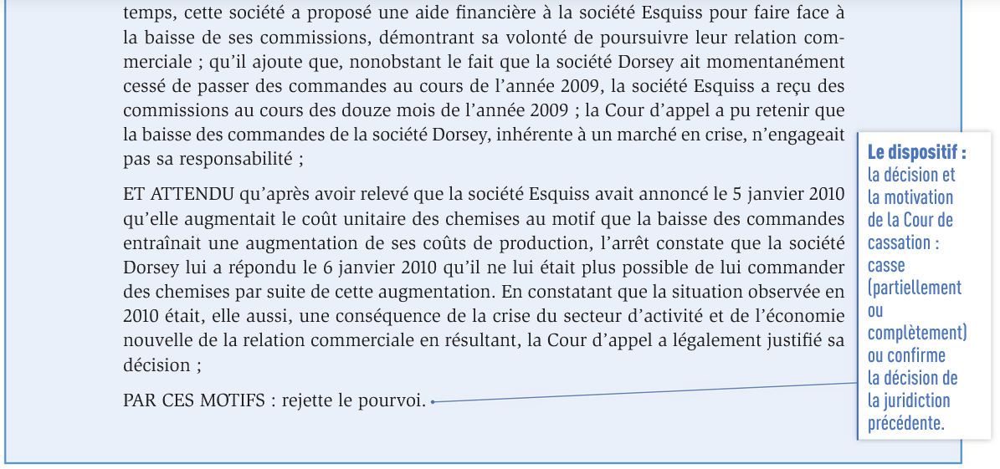 temps, cette société a proposé une aide financière à la société Esquiss pour faire face à
la baisse de ses commissions, démontrant sa volonté de poursuivre leur relation com-
merciale ; qu’il ajoute que, nonobstant le fait que la société Dorsey ait momentanément
cessé de passer des commandes au cours de l’année 2009, la société Esquiss a reçu des
commissions au cours des douze mois de l’année 2009 ; la Cour d’appel a pu retenir que
la baisse des commandes de la société Dorsey, inhérente à un marché en crise, n’engageait
pas sa responsabilité ;
ET ATTENDU qu’après avoir relevé que la société Esquiss avait annoncé le 5 janvier 2010
qu’elle augmentait le coût unitaire des chemises au motif que la baisse des commandes
entraînait une augmentation de ses coûts de production, l’arrêt constate que la société
Dorsey lui a répondu le 6 janvier 2010 qu’il ne lui était plus possible de lui commander
des chemises par suite de cette augmentation. En constatant que la situation observée en
2010 était, elle aussi, une conséquence de la crise du secteur d’activité et de l’économie
nouvelle de la relation commerciale en résultant, la Cour d’appel a légalement justifié sa
décision ;
PAR CES MOTIFS : rejette le pourvoi.
Le dispositif :
la décision et
la motivation
de la Cour de
cassation :
casse
(partiellement
ou
complètement)
ou confirme
la décision de
la juridiction
précédente.